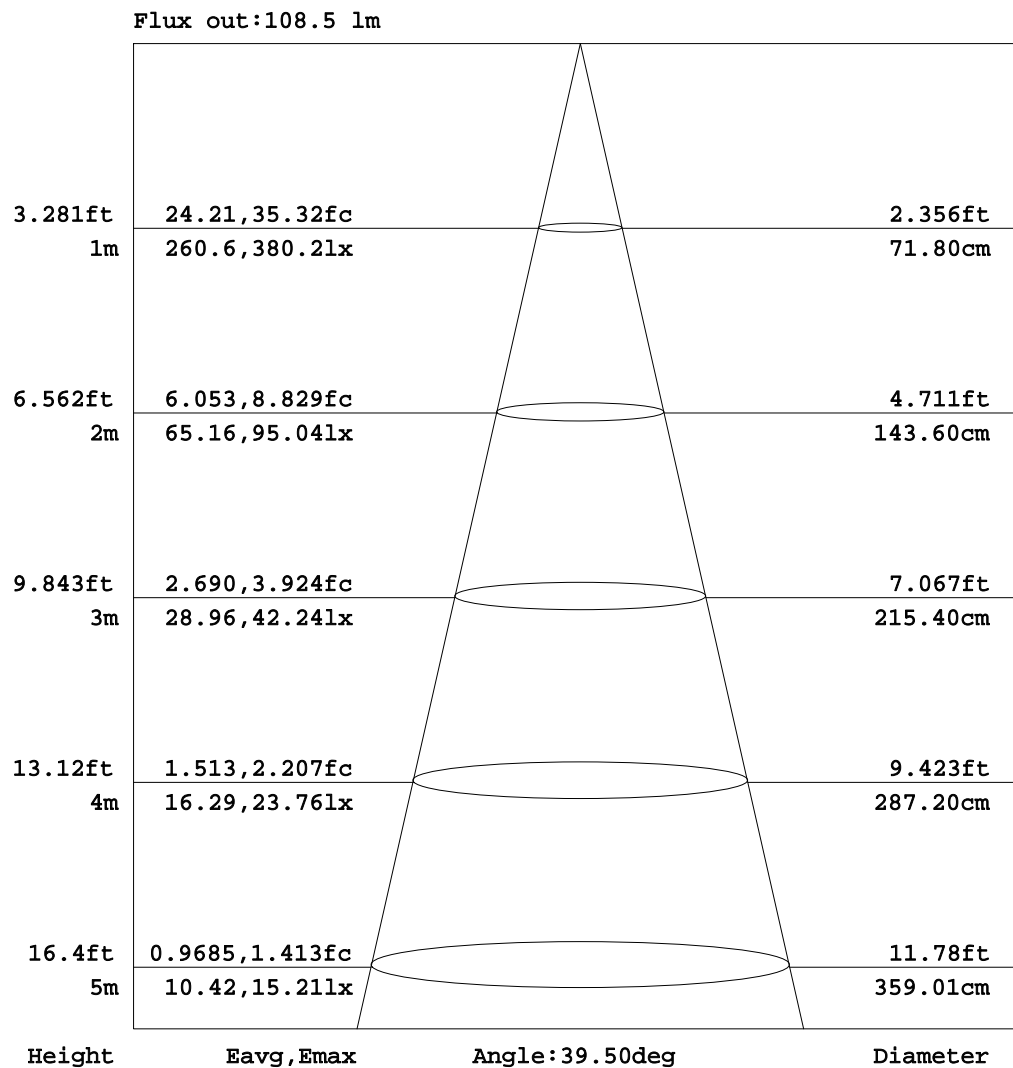 Flux out:108.5 lm
3.281ft 24.21,35.32fc 2.356ft
1m 260.6,380.2lx 71.80cm
6.562ft 6.053,8.829fc 4.711ft
2m 65.16,95.04lx 143.60cm
9.843ft 2.690,3.924fc 7.067ft
3m 28.96,42.24lx 215.40cm
13.12ft 1.513,2.207fc 9.423ft
4m 16.29,23.76lx 287.20cm
16.4ft 0.9685,1.413fc 11.78ft
5m 10.42,15.21lx 359.01cm
Height Eavg,Emax Angle:39.50deg Diameter